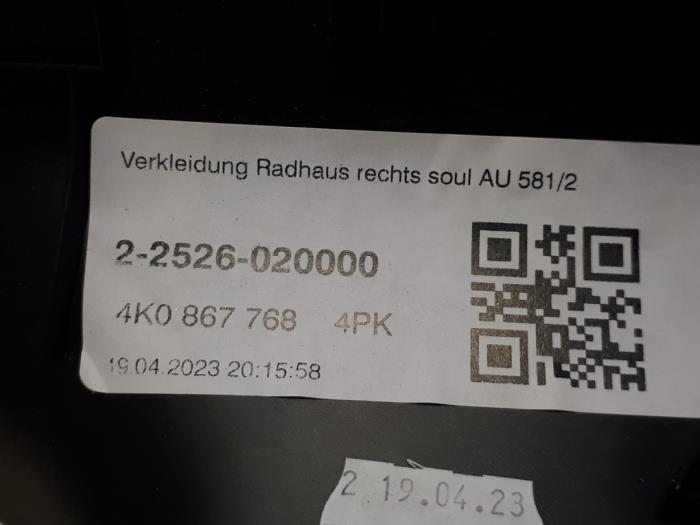 Verkleidung Radhaus rechts soul AU 581/2
2-2526-020000
4K0 867 768 4PK
19.04.2023 20:15:58
2 19.04.23